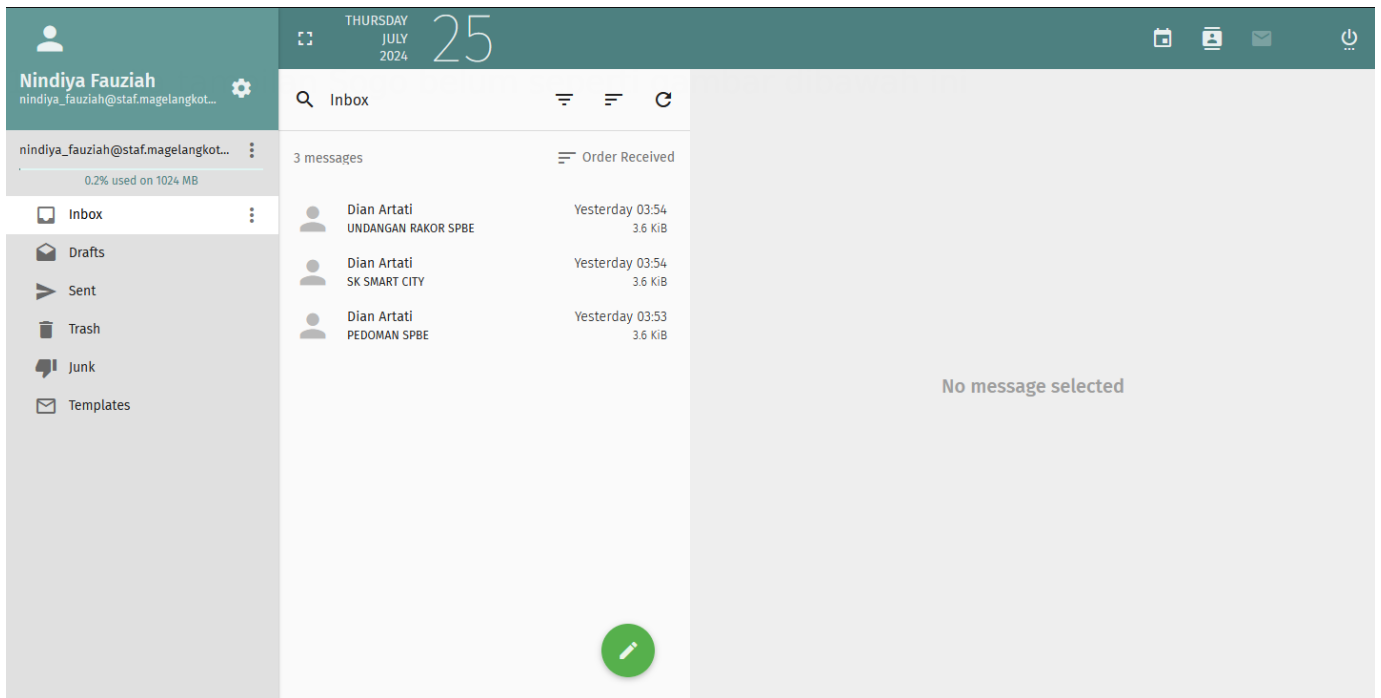 Nindiya Fauziah
nindiya_fauziah@staf.magelangkot...
THURSDAY
JULY
2024
25
nindiya_fauziah@staf.magelangkot...
0.2% used on 1024 MB
Inbox
Drafts
Sent
Trash
Junk
Templates
Inbox
3 messages
Order Received
Dian Artati
Yesterday 03:54
UNDANGAN RAKOR SPBE
3.6 KiB
Dian Artati
Yesterday 03:54
SK SMART CITY
3.6 KiB
Dian Artati
Yesterday 03:53
PEDOMAN SPBE
3.6 KiB
No message selected